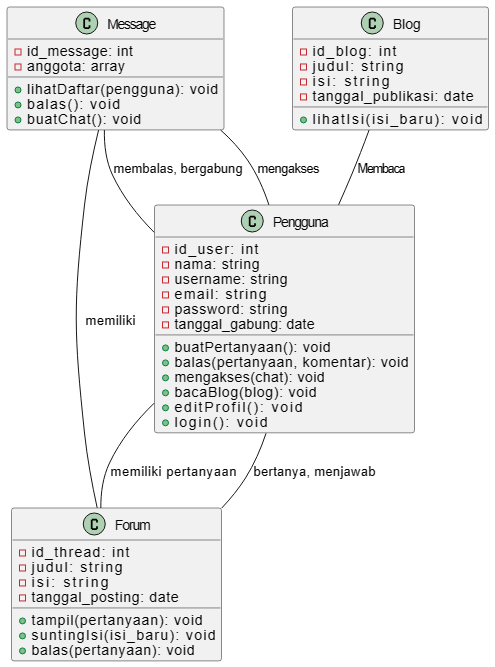 C Message
id_message: int
anggota: array
lihatDaftar(pengguna): void
balas(): void
buatChat(): void
C Blog
id_blog: int
judul: string
isi: string
tanggal_publikasi: date
lihatIsi(isi_baru): void
membalas, bergabung
mengakses
Membaca
C Pengguna
id_user: int
nama: string
username: string
email: string
password: string
tanggal_gabung: date
buatPertanyaan(): void
balas(pertanyaan, komentar): void
mengakses(chat): void
bacaBlog(blog): void
editProfil(): void
login(): void
memiliki
memiliki pertanyaan
bertanya, menjawab
C Forum
id_thread: int
judul: string
isi: string
tanggal_posting: date
tampil(pertanyaan): void
suntingIsi(isi_baru): void
balas(pertanyaan): void